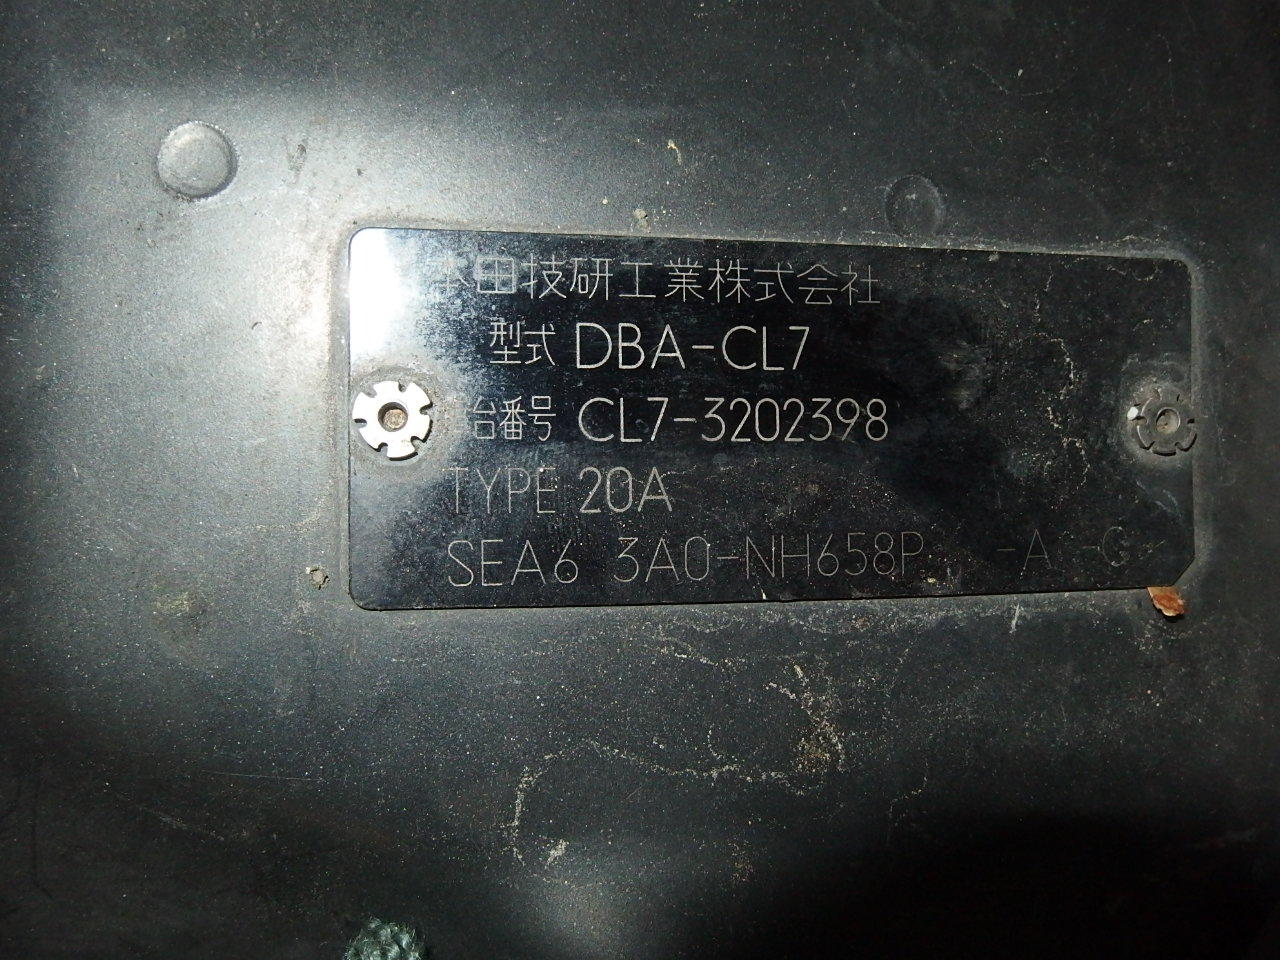 本田技研工業株式会社
型式 DBA-CL7
車台番号 CL7-3202398
TYPE 20A
SEA6 3A0-NH658P -A -C